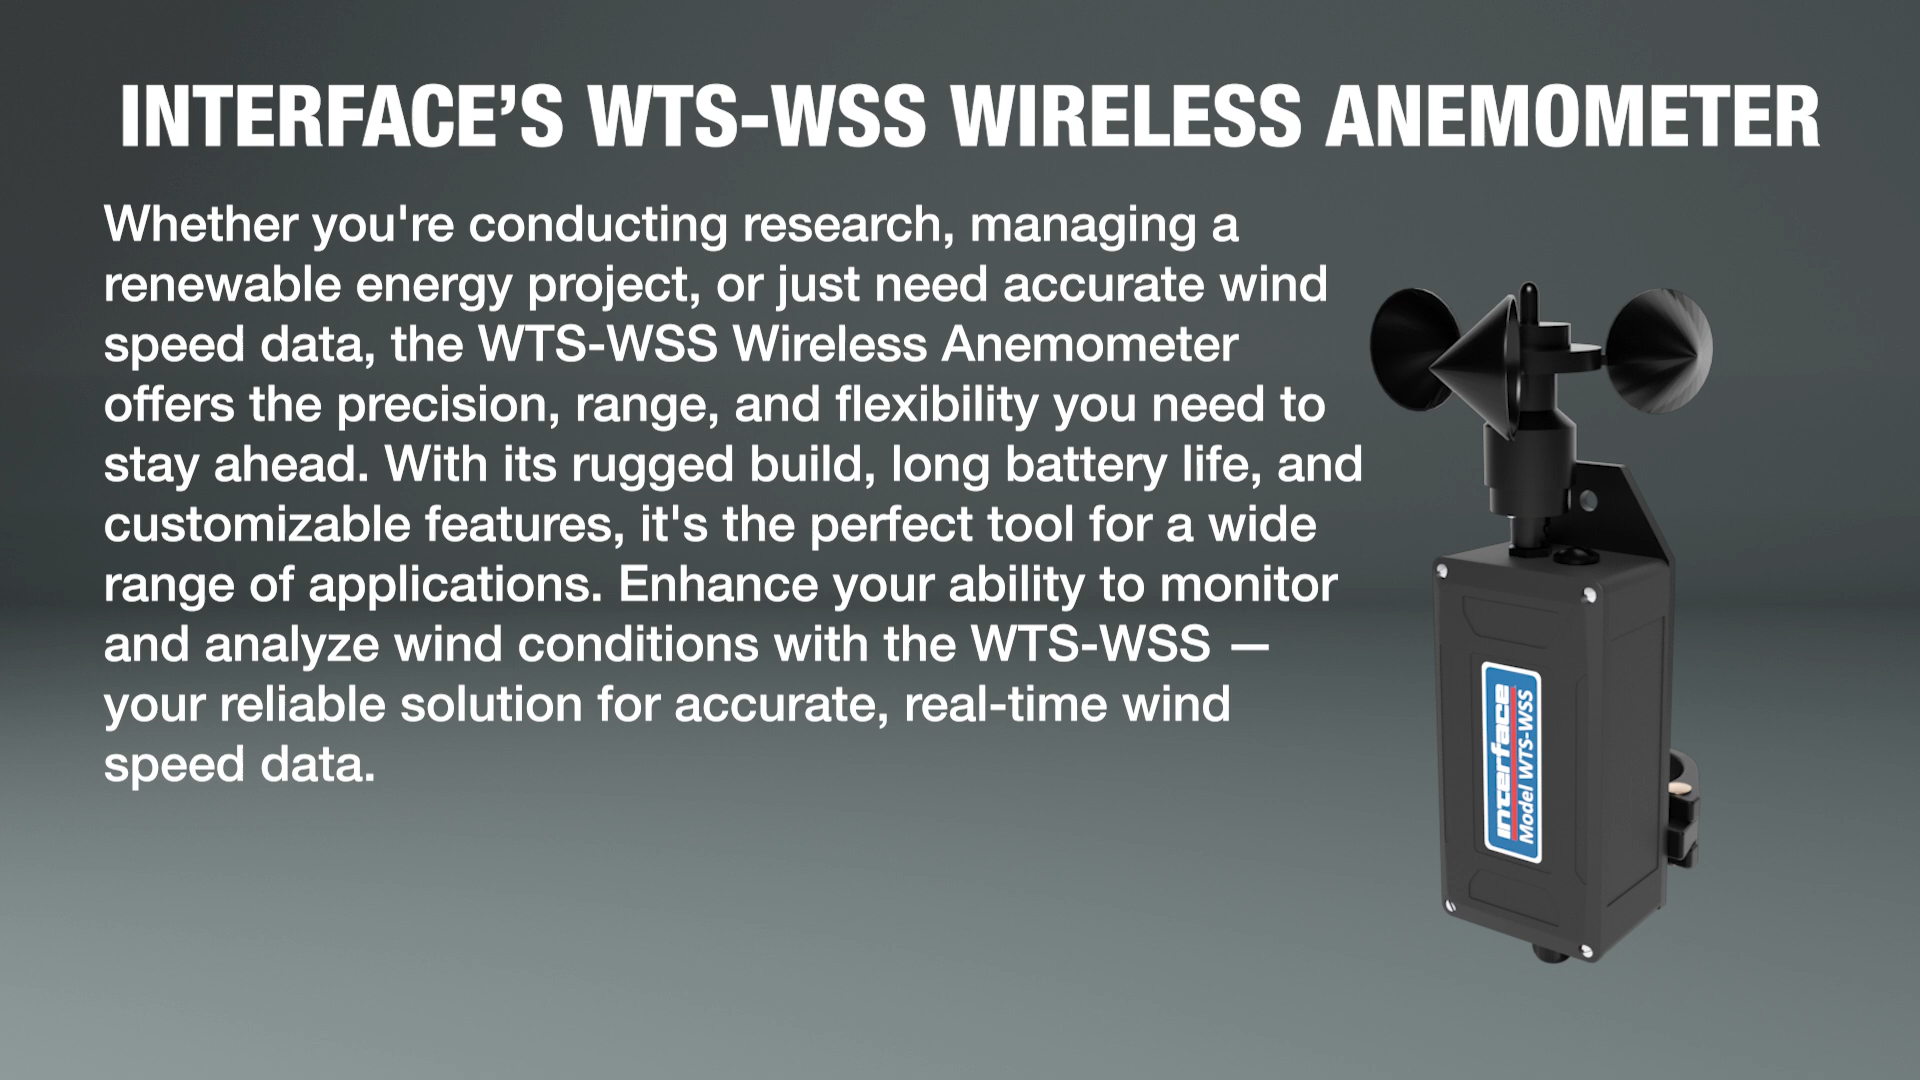 INTERFACE’S WTS-WSS WIRELESS ANEMOMETER
Whether you're conducting research, managing a
renewable energy project, or just need accurate wind
speed data, the WTS-WSS Wireless Anemometer
offers the precision, range, and flexibility you need to
stay ahead. With its rugged build, long battery life, and
customizable features, it's the perfect tool for a wide
range of applications. Enhance your ability to monitor
and analyze wind conditions with the WTS-WSS —
your reliable solution for accurate, real-time wind
speed data.
interface
Model WTS-WSS